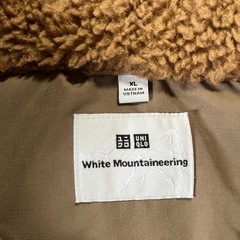 XL
MADE IN
VIETNAM
ユニ UNI
クロ QLO
White Mountaineering